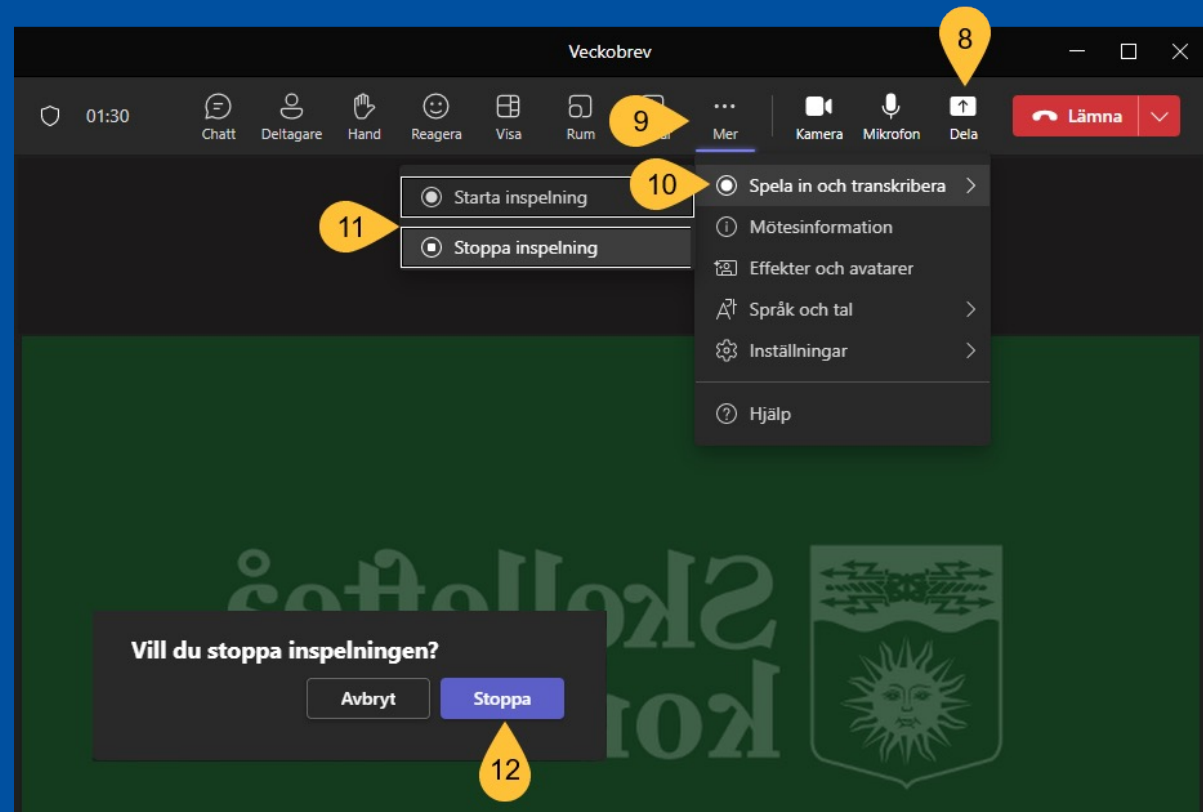 Veckobrev
8
01:30
Chatt
Deltagare
Hand
Reagera
Visa
Rum
9
Mer
Kamera
Mikrofon
Dela
Lämna
10
Spela in och transkribera
Starta inspelning
11
Mötesinformation
Stoppa inspelning
Effekter och avatarer
Språk och tal
Inställningar
Hjälp
Vill du stoppa inspelningen?
Avbryt
Stoppa
12